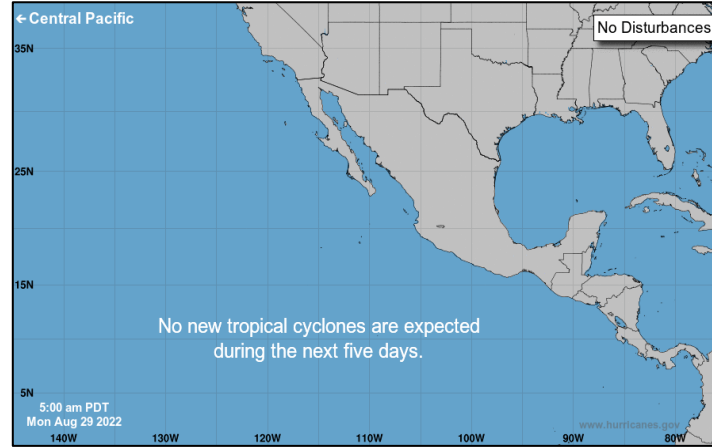 ← Central Pacific
No Disturbances
35N
25N
15N
No new tropical cyclones are expected
during the next five days.
5N
5:00 am PDT
Mon Aug 29 2022
www.hurricanes.gov
140W 130W 120W 110W 100W 90W 80W